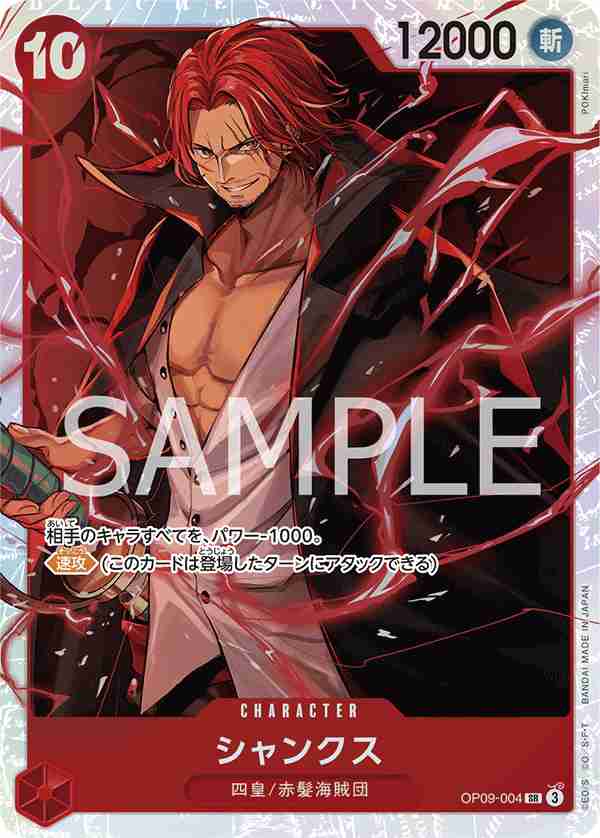 10
12000
斬
POKImari
SAMPLE
相手のキャラすべてを、パワー-1000。
速攻 (このカードは登場したターンにアタックできる)
CHARACTER
シャンクス
四皇/赤髪海賊団
OP09-004 SR 3
©E.O/S. ©O./S・F・T BANDAI MADE IN JAPAN